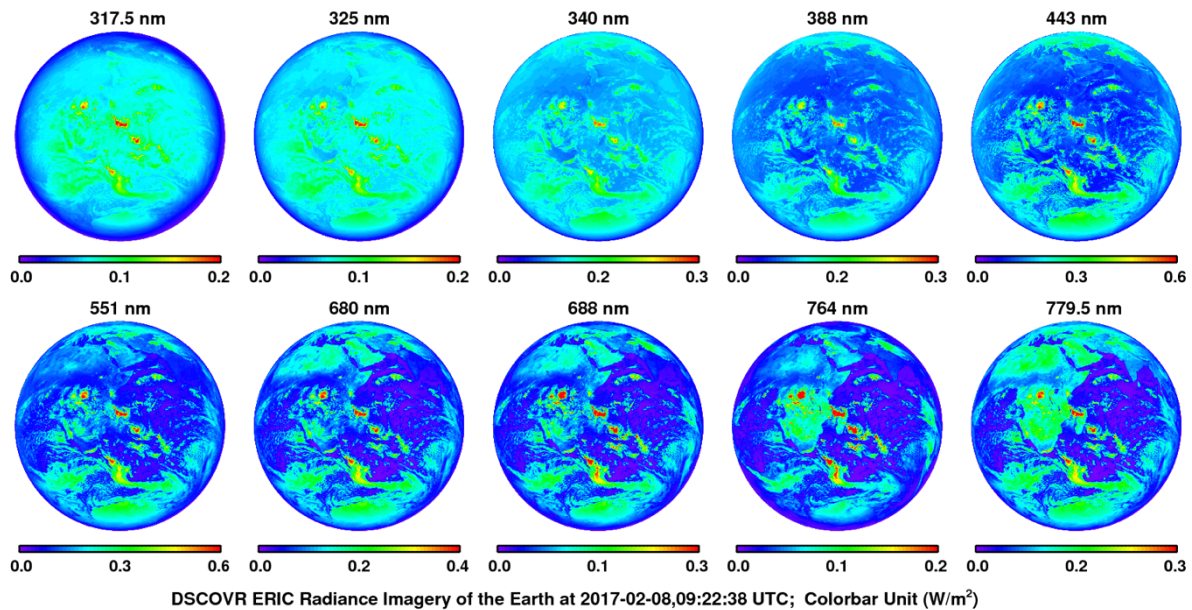 317.5 nm 325 nm 340 nm 388 nm 443 nm
0.0 0.1 0.2 0.0 0.1 0.2 0.0 0.2 0.3 0.0 0.2 0.3 0.0 0.3 0.6
551 nm 680 nm 688 nm 764 nm 779.5 nm
0.0 0.3 0.6 0.0 0.2 0.4 0.0 0.1 0.3 0.0 0.1 0.2 0.0 0.2 0.3
DSCOVR ERIC Radiance Imagery of the Earth at 2017-02-08,09:22:38 UTC; Colorbar Unit (W/m²)